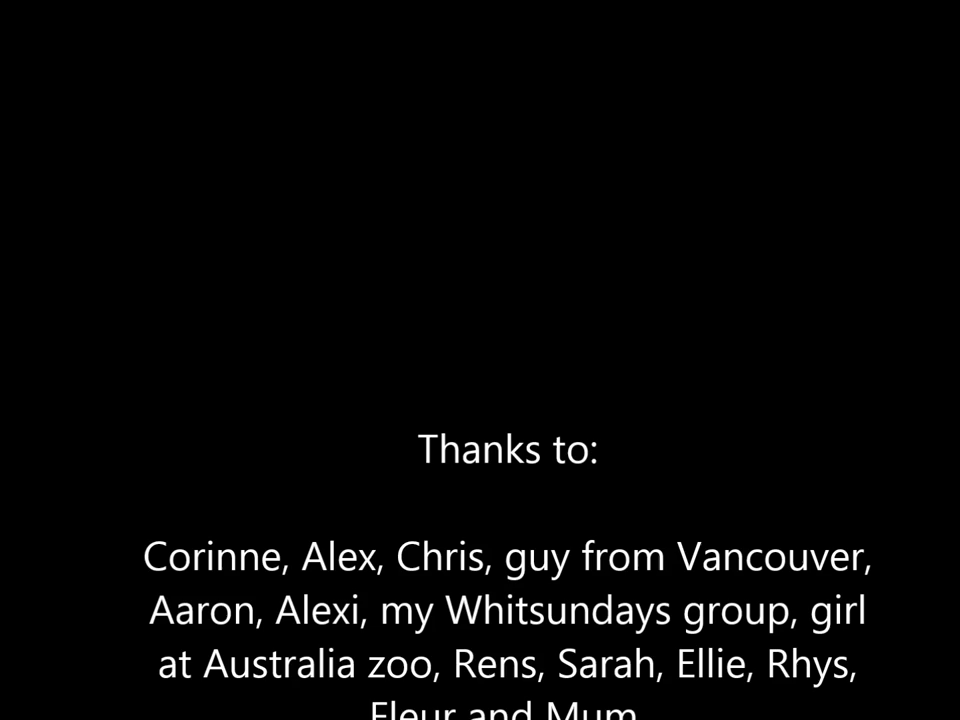 Thanks to:
Corinne, Alex, Chris, guy from Vancouver,
Aaron, Alexi, my Whitsundays group, girl
at Australia zoo, Rens, Sarah, Ellie, Rhys,
Fleur and Mum